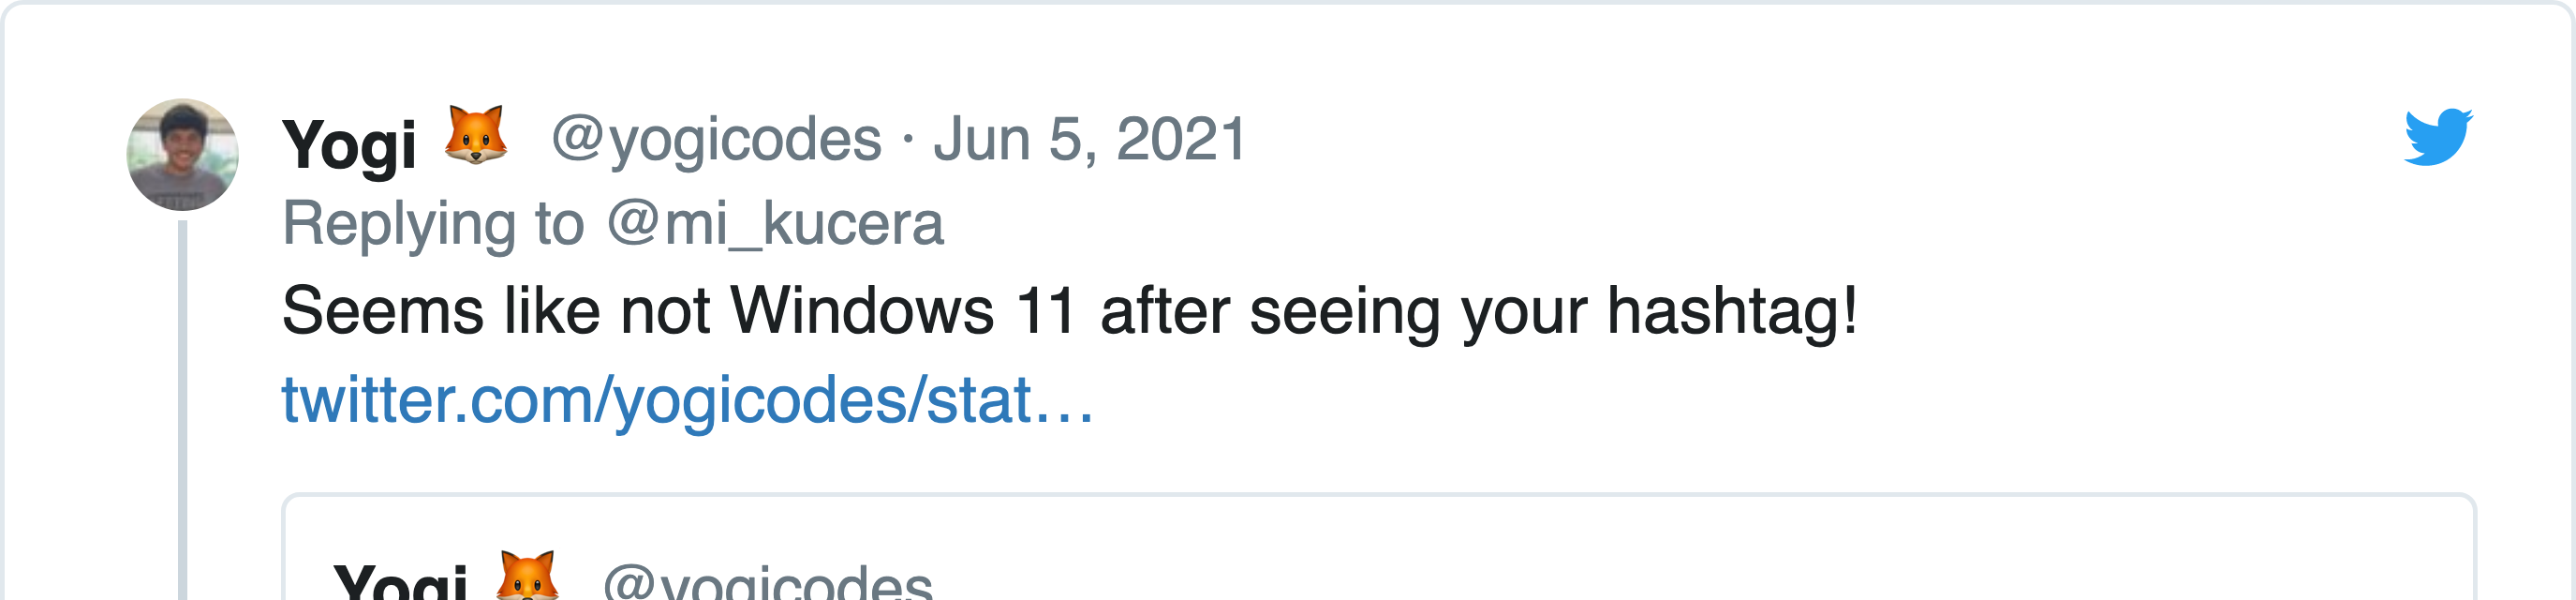 Yogi 🦊 @yogicodes · Jun 5, 2021
Replying to @mi_kucera
Seems like not Windows 11 after seeing your hashtag!
twitter.com/yogicodes/stat…
Yogi 🦊 @yogicodes